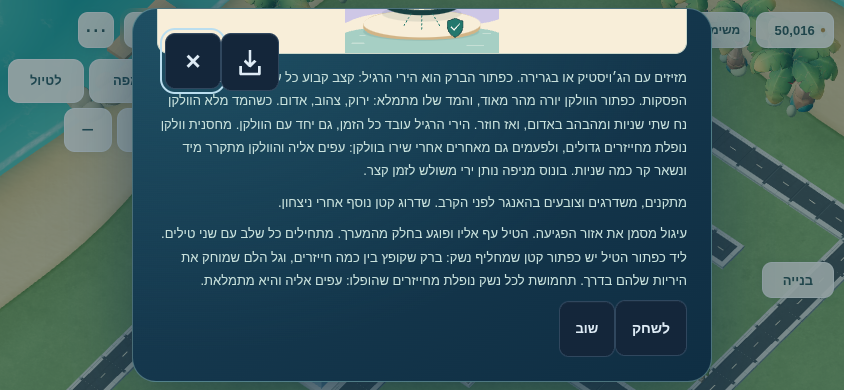 50,016
משימ
לטיול
מפה
בנייה
מזיזים עם הג'ויסטיק או בגרירה. כפתור הברק הוא הירי הרגיל: קצב קבוע כל
הפסקות. כפתור הוולקן יורה מהר מאוד, והמד שלו מתמלא: ירוק, צהוב, אדום. כשהמד מלא הוולקן
נח שתי שניות ומהבהב באדום, ואז חוזר. הירי הרגיל עובד כל הזמן, גם יחד עם הוולקן. מחסנית וולקן
נופלת מחייזרים גדולים, ולפעמים גם מאחרים אחרי שירו בוולקן: עפים אליה והוולקן מתקרר מיד
ונשאר קר כמה שניות. בונוס מניפה נותן ירי משולש לזמן קצר.
מתקנים, משדרגים וצובעים בהאנגר לפני הקרב. שדרוג קטן נוסף אחרי ניצחון.
עיגול מסמן את אזור הפגיעה. הטיל עף אליו ופוגע בחלק מהמערך. מתחילים כל שלב עם שני טילים.
ליד כפתור הטיל יש כפתור קטן שמחליף נשק: ברק שקופץ בין כמה חייזרים, וגל הלם שמוחק את
היריות שלהם בדרך. תחמושת לכל נשק נופלת מחייזרים שהופלו: עפים אליה והיא מתמלאת.
לשחק
שוב